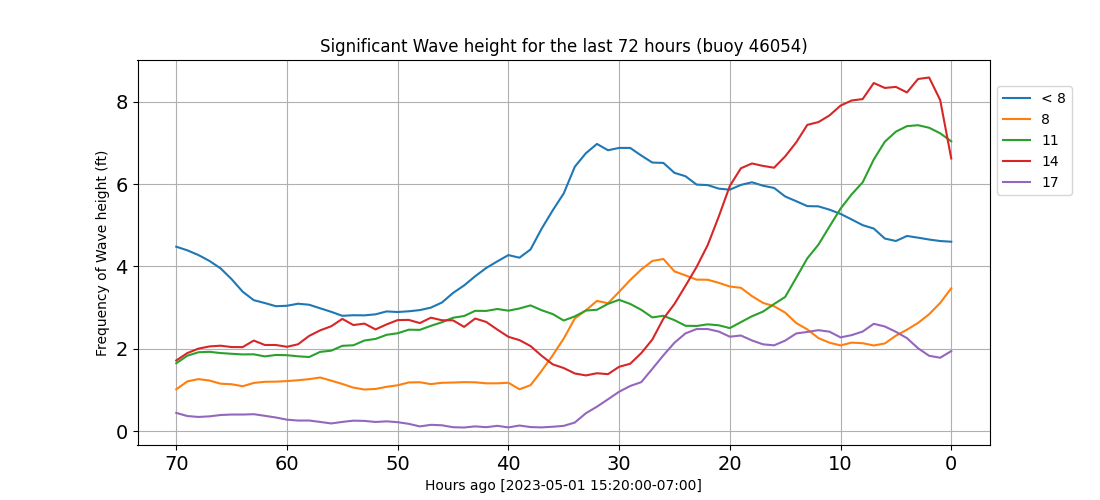 Significant Wave height for the last 72 hours (buoy 46054)
Frequency of Wave height (ft)
8
6
4
2
0
70 60 50 40 30 20 10 0
Hours ago [2023-05-01 15:20:00-07:00]
< 8
8
11
14
17